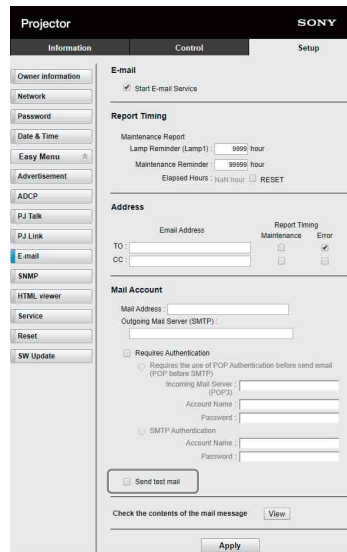 Projector SONY
Information Control Setup
Owner information
Network
Password
Date & Time
Easy Menu
Advertisement
ADCP
PJ Talk
PJ Link
E-mail
SNMP
HTML viewer
Service
Reset
SW Update
E-mail
Start E-mail Service
Report Timing
Maintenance Report
Lamp Reminder (Lamp1) : 9999 hour
Maintenance Reminder : 99999 hour
Elapsed Hours : NaN hour RESET
Address
Email Address Report Timing
Maintenance Error
TO :
CC :
Mail Account
Mail Address :
Outgoing Mail Server (SMTP) :
Requires Authentication
Requires the use of POP Authentication before send email
(POP before SMTP)
Incoming Mail Server :
(POP3)
Account Name :
Password :
SMTP Authentication
Account Name :
Password :
Send test mail
Check the contents of the mail message View
Apply